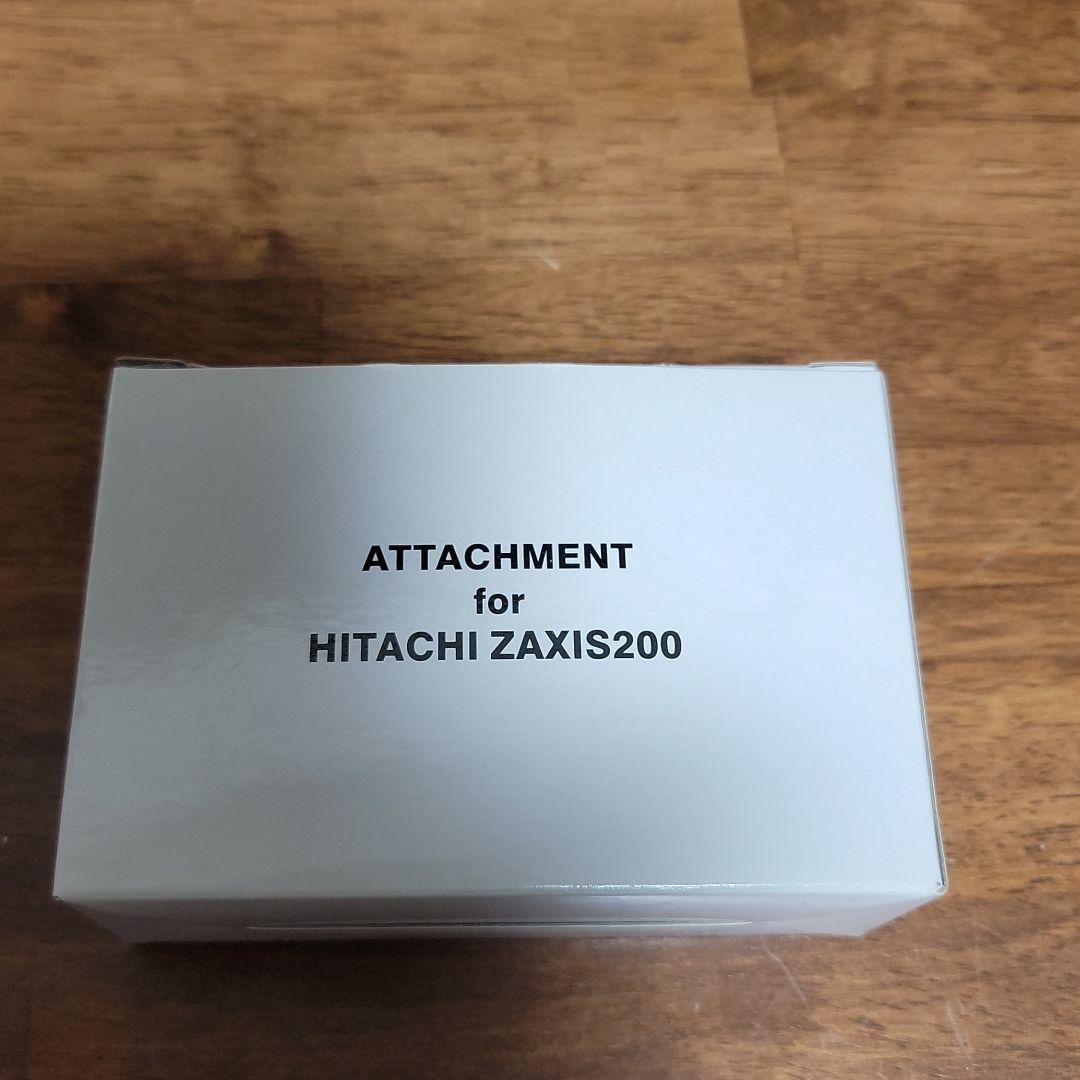 ATTACHMENT
for
HITACHI ZAXIS200